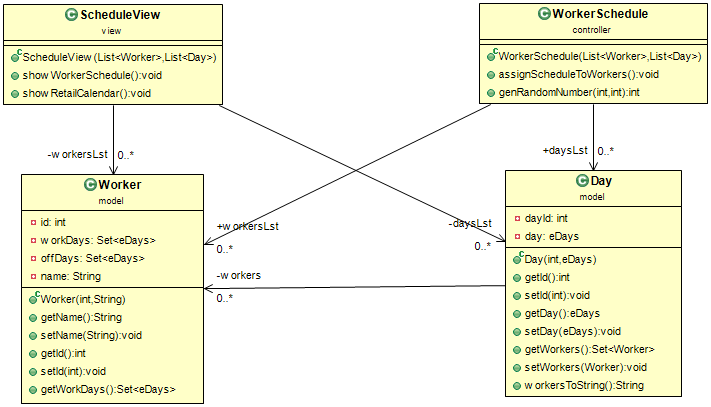 ScheduleView
view
ScheduleView(List<Worker>,List<Day>)
showWorkerSchedule():void
showRetailCalendar():void
WorkerSchedule
controller
WorkerSchedule(List<Worker>,List<Day>)
assignScheduleToWorkers():void
genRandomNumber(int,int):int
-workersLst
0..*
+daysLst
0..*
Worker
model
id: int
workDays: Set<eDays>
offDays: Set<eDays>
name: String
Worker(int,String)
getName():String
setName(String):void
getId():int
setId(int):void
getWorkDays():Set<eDays>
+workersLst
0..*
-daysLst
0..*
-workers
0..*
Day
model
dayId: int
day: eDays
Day(int,eDays)
getId():int
setId(int):void
getDay():eDays
setDay(eDays):void
getWorkers():Set<Worker>
setWorkers(Worker):void
workersToString():String